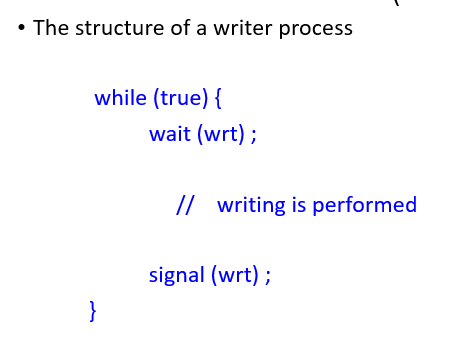 • The structure of a writer process
while (true) {
wait (wrt) ;
// writing is performed
signal (wrt) ;
}